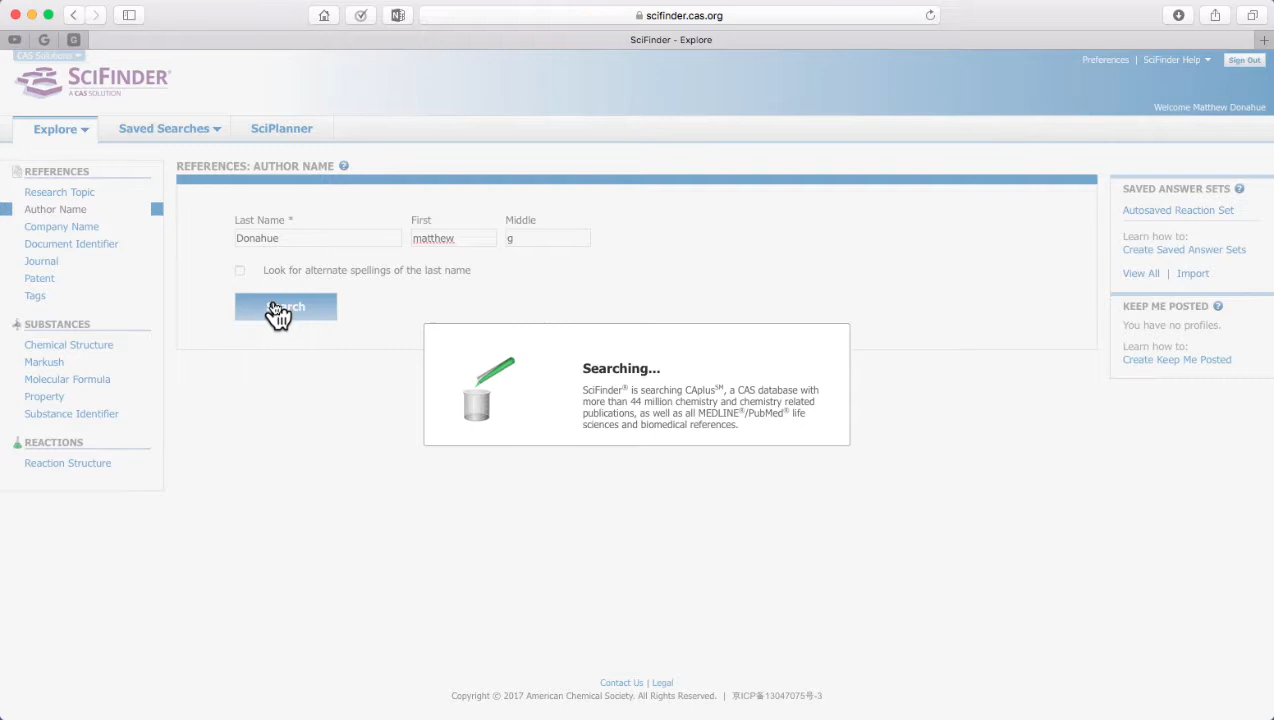 scifinder.cas.org
SciFinder - Explore
CAS Solutions
SCIFINDER®
A CAS SOLUTION
Preferences | SciFinder Help
Sign Out
Welcome Matthew Donahue
Explore
Saved Searches
SciPlanner
REFERENCES
Research Topic
Author Name
Company Name
Document Identifier
Journal
Patent
Tags
SUBSTANCES
Chemical Structure
Markush
Molecular Formula
Property
Substance Identifier
REACTIONS
Reaction Structure
REFERENCES: AUTHOR NAME ?
Last Name * First Middle
Donahue matthew g
Look for alternate spellings of the last name
Search
Searching...
SciFinder® is searching CAplus℠, a CAS database with
more than 44 million chemistry and chemistry related
publications, as well as all MEDLINE®/PubMed® life
sciences and biomedical references.
SAVED ANSWER SETS ?
Autosaved Reaction Set
Learn how to:
Create Saved Answer Sets
View All | Import
KEEP ME POSTED ?
You have no profiles.
Learn how to:
Create Keep Me Posted
Contact Us | Legal
Copyright © 2017 American Chemical Society. All Rights Reserved. | 京ICP备13047075号-3